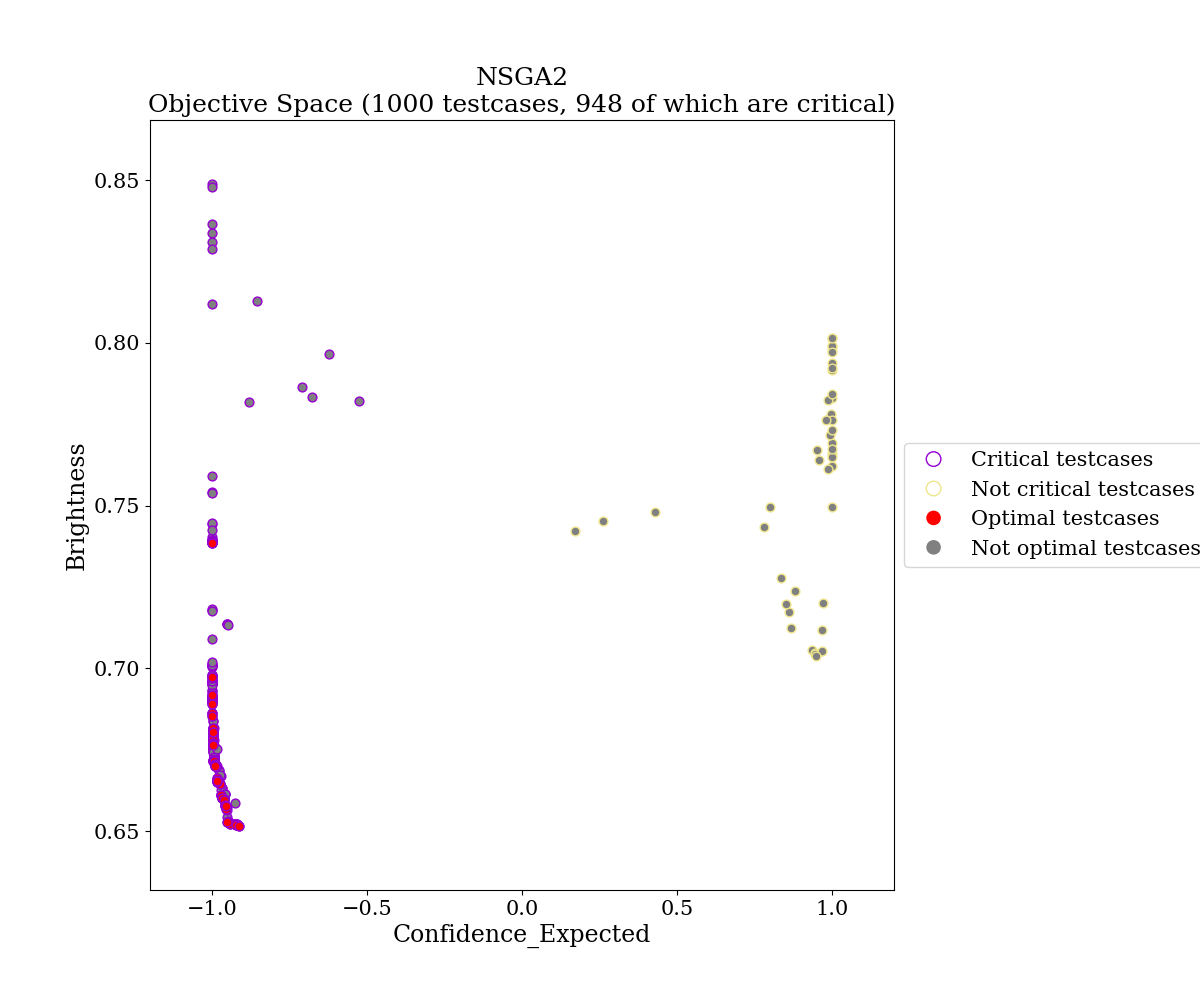 NSGA2
Objective Space (1000 testcases, 948 of which are critical)
0.85
0.80
0.75
0.70
0.65
Brightness
−1.0
−0.5
0.0
0.5
1.0
Confidence_Expected
Critical testcases
Not critical testcases
Optimal testcases
Not optimal testcases